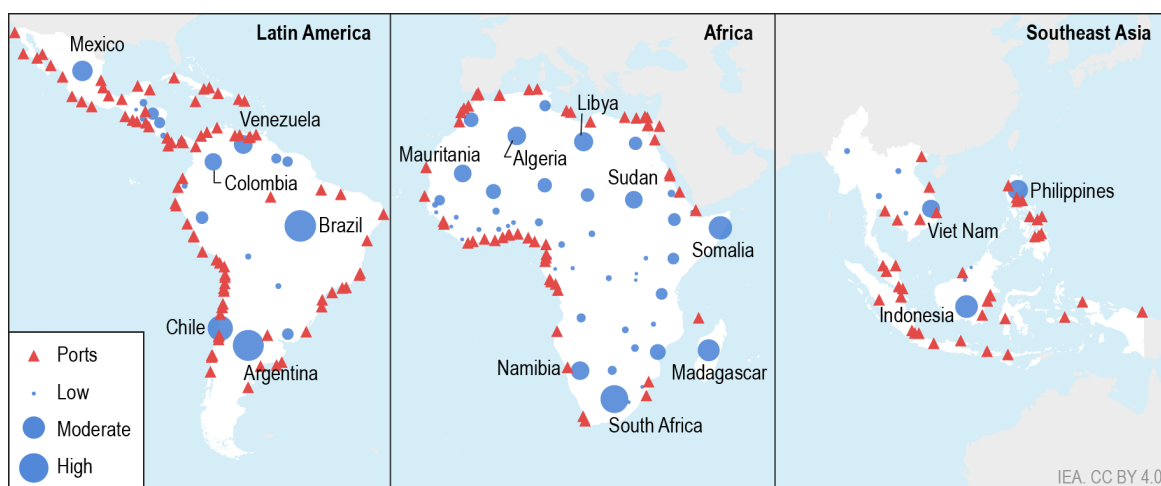 Latin America
Mexico
Venezuela
Colombia
Brazil
Chile
Argentina
Ports
Low
Moderate
High
Africa
Libya
Algeria
Mauritania
Sudan
Somalia
Namibia
Madagascar
South Africa
Southeast Asia
Philippines
Viet Nam
Indonesia
IEA. CC BY 4.0